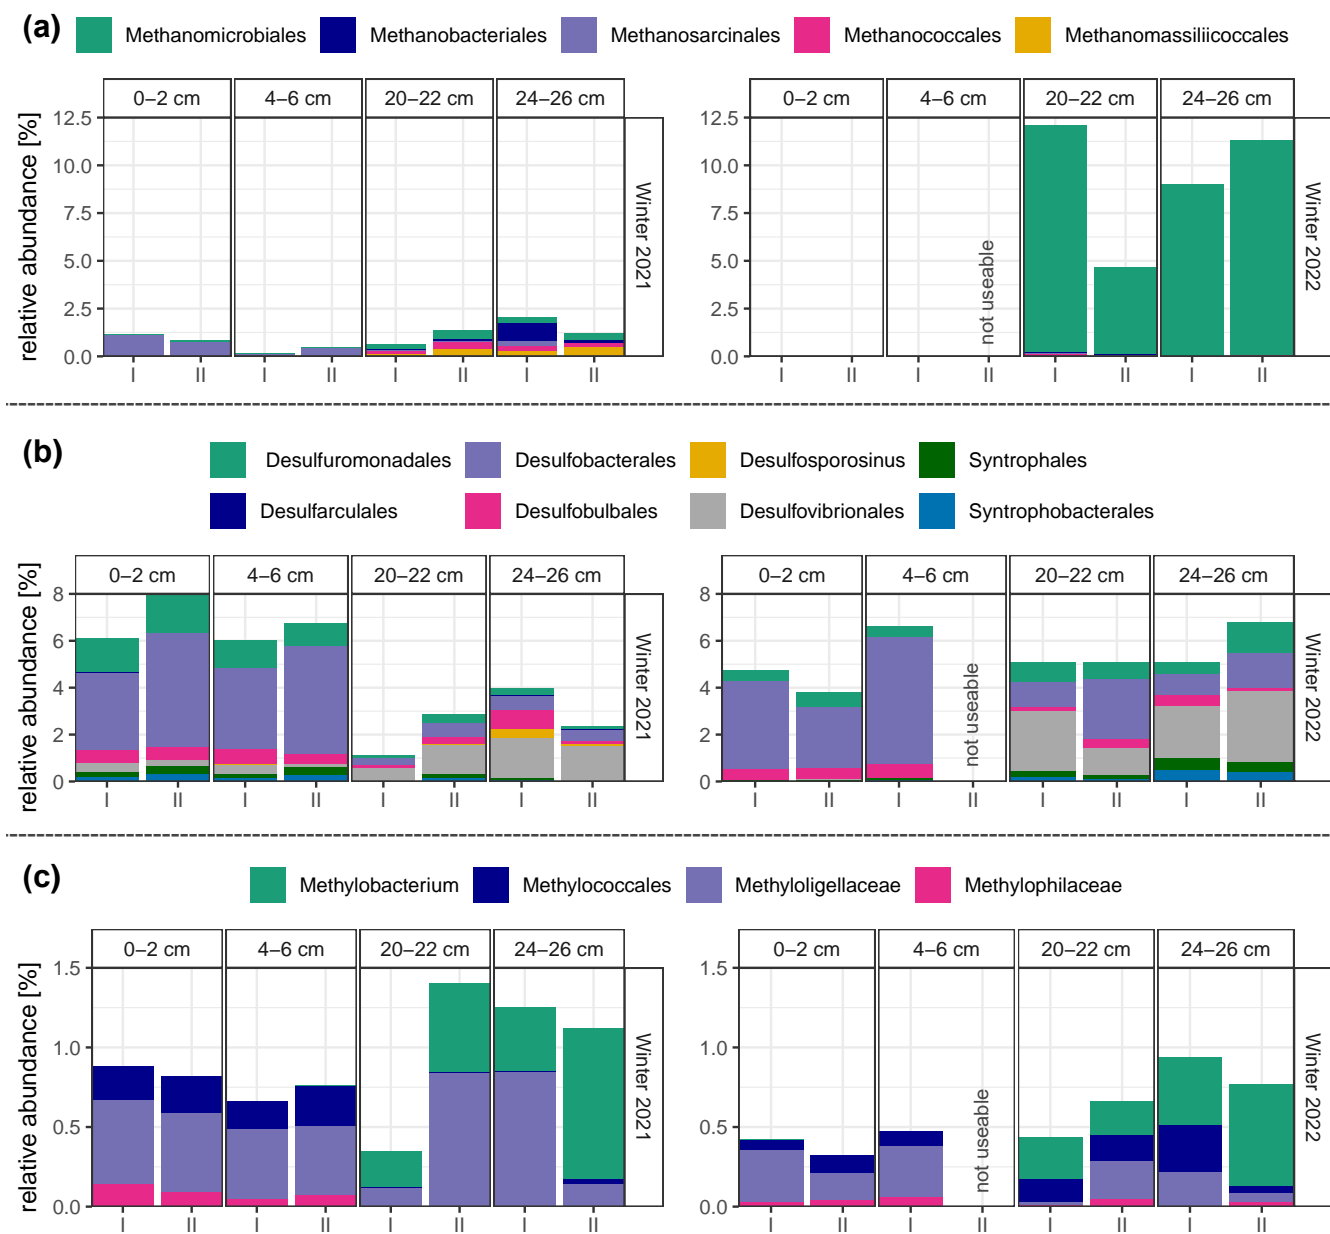 (a) Methanomicrobiales Methanobacteriales Methanosarcinales Methanococcales Methanomassiliicoccales
0–2 cm 4–6 cm 20–22 cm 24–26 cm 0–2 cm 4–6 cm 20–22 cm 24–26 cm
relative abundance [%]
12.5 12.5
10.0 10.0
7.5 7.5
5.0 5.0
2.5 2.5
0.0 0.0
Winter 2021
not useable
Winter 2022
I II I II I II I II I II I II I II I II
(b)
Desulfuromonadales Desulfobacterales Desulfosporosinus Syntrophales
Desulfarculales Desulfobulbales Desulfovibrionales Syntrophobacterales
0–2 cm 4–6 cm 20–22 cm 24–26 cm 0–2 cm 4–6 cm 20–22 cm 24–26 cm
relative abundance [%]
8 8
6 6
4 4
2 2
0 0
Winter 2021
not useable
Winter 2022
I II I II I II I II I II I II I II I II
(c)
Methylobacterium Methylococcales Methyloligellaceae Methylophilaceae
0–2 cm 4–6 cm 20–22 cm 24–26 cm 0–2 cm 4–6 cm 20–22 cm 24–26 cm
relative abundance [%]
1.5 1.5
1.0 1.0
0.5 0.5
0.0 0.0
Winter 2021
not useable
Winter 2022
I II I II I II I II I II I II I II I II